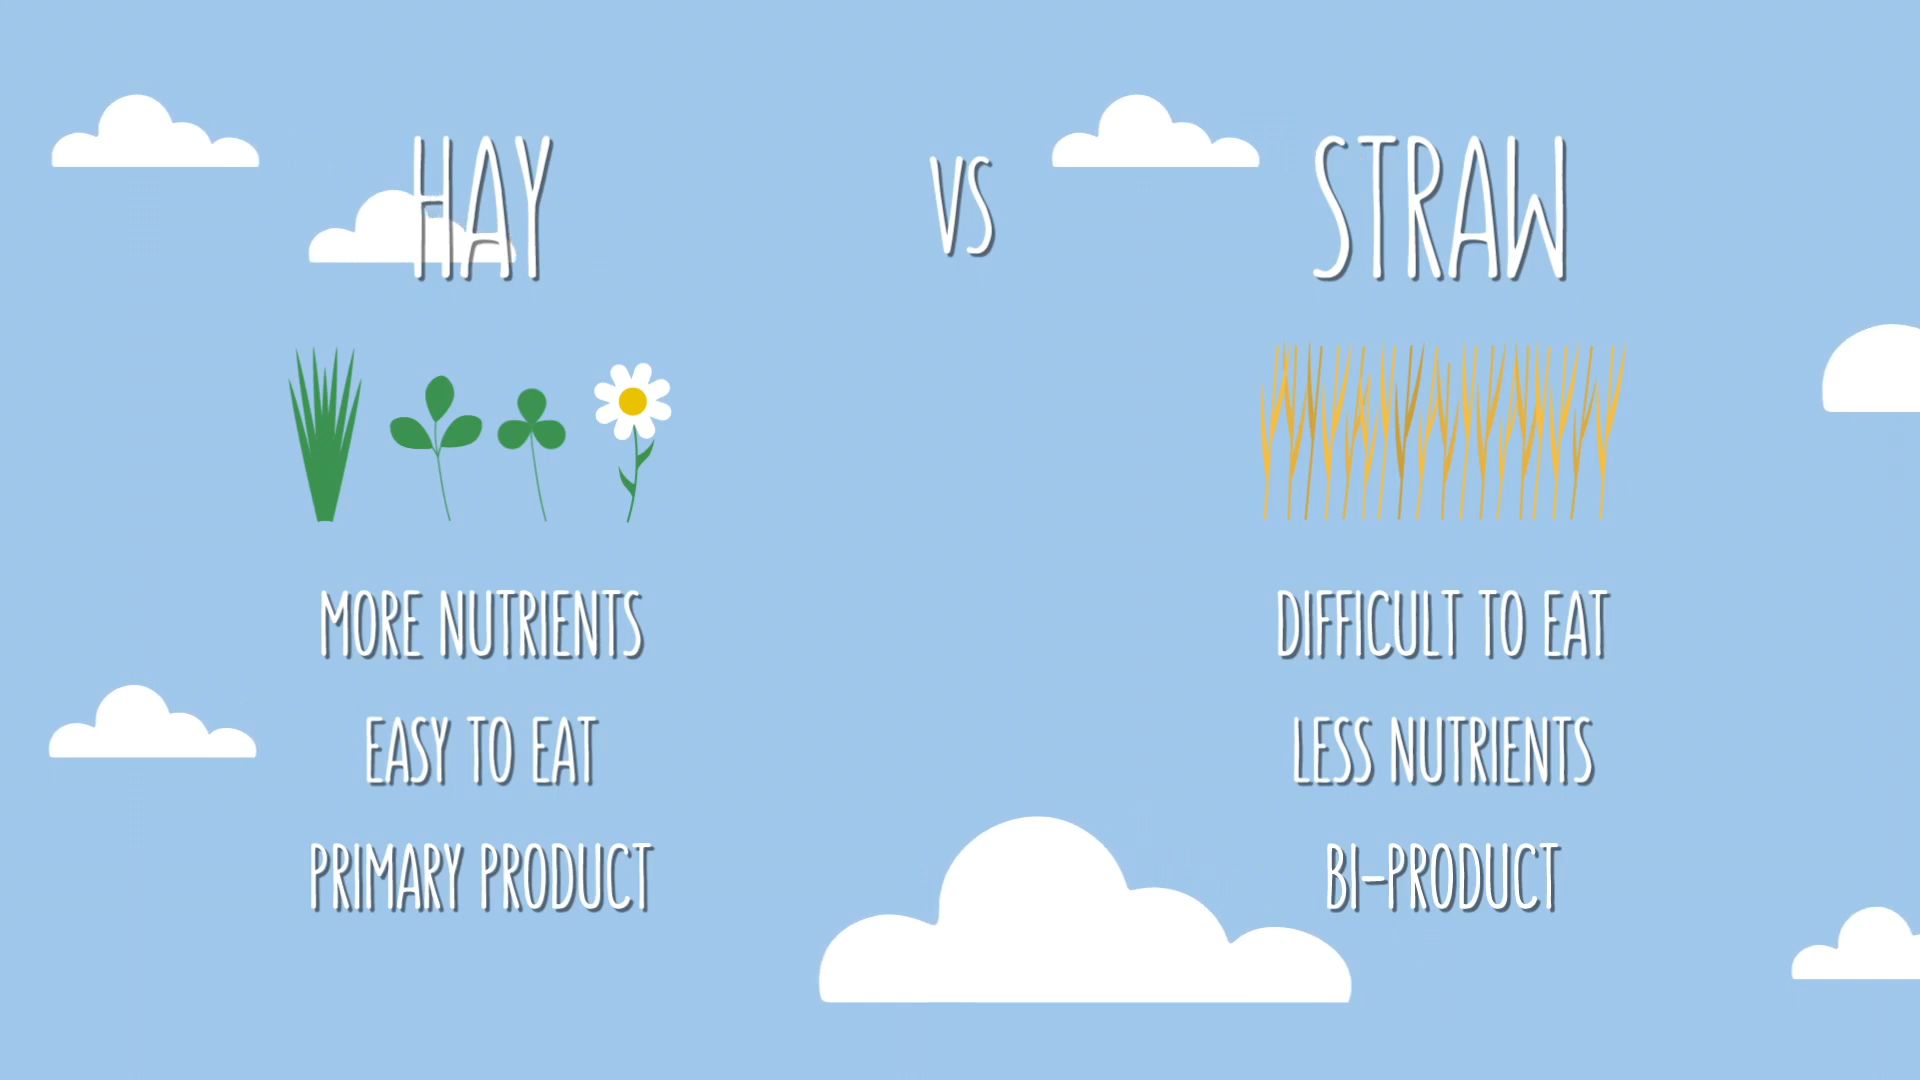 HAY
VS
STRAW
MORE NUTRIENTS
EASY TO EAT
PRIMARY PRODUCT
DIFFICULT TO EAT
LESS NUTRIENTS
BI-PRODUCT